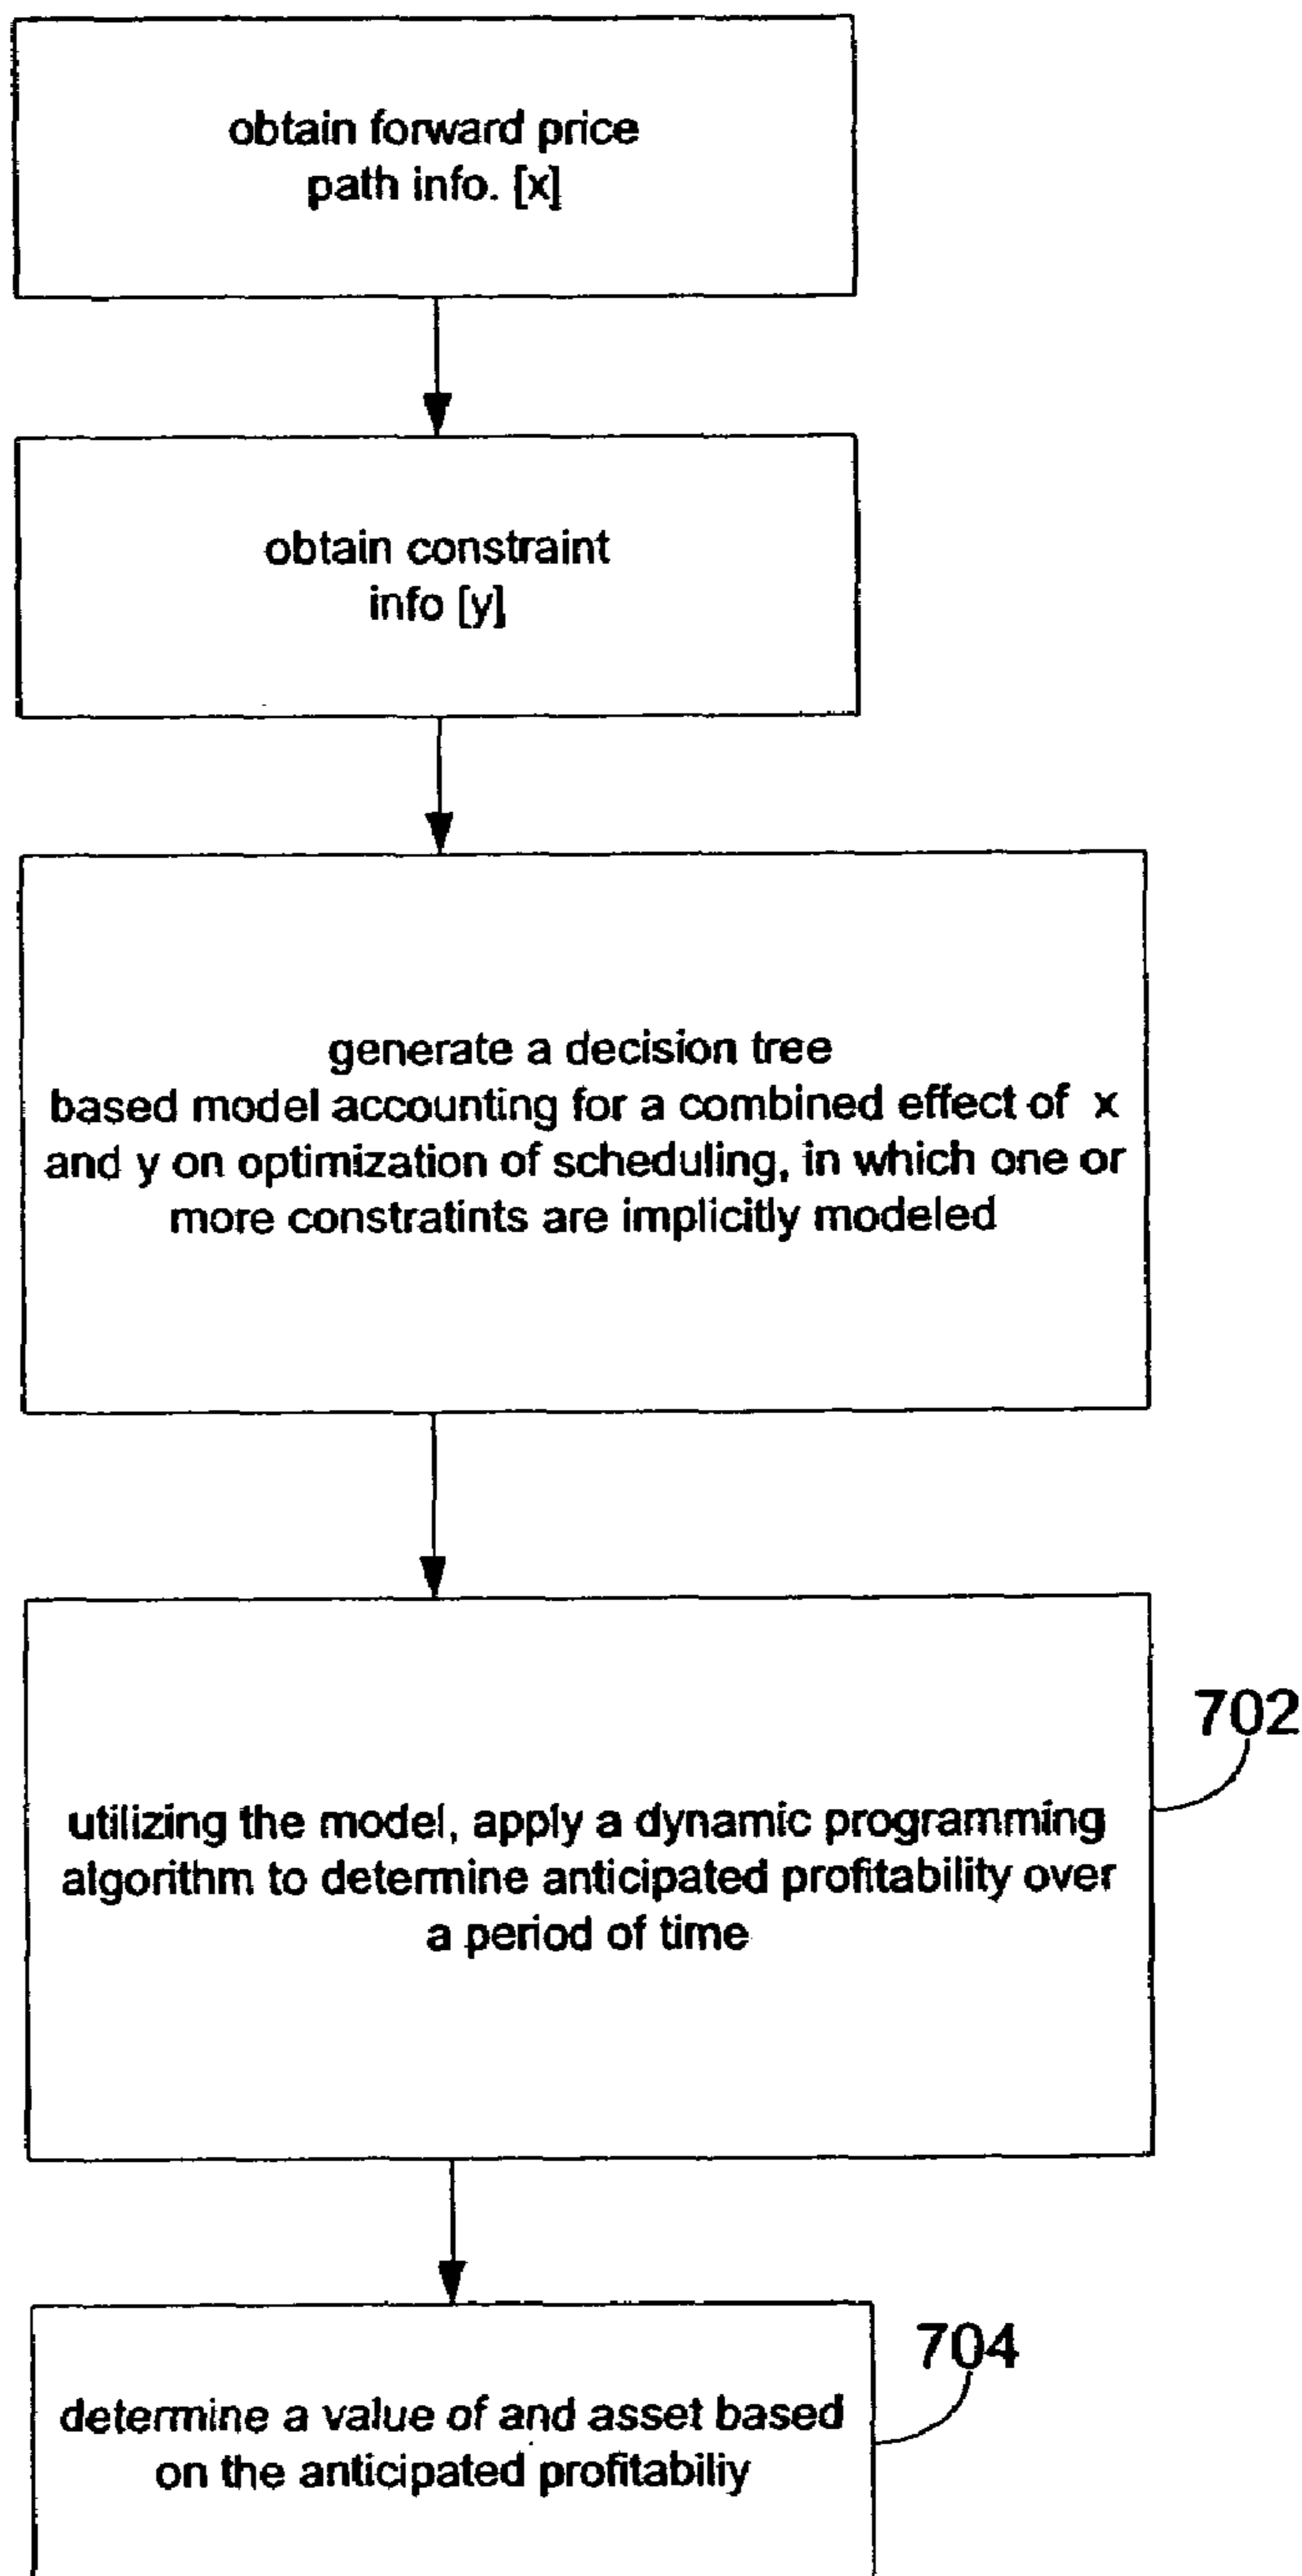 obtain forward price
path info. [x]
obtain constraint
info [y]
generate a decision tree
based model accounting for a combined effect of x
and y on optimization of scheduling, in which one or
more constratints are implicitly modeled
702
utilizing the model, apply a dynamic programming
algorithm to determine anticipated profitability over
a period of time
704
determine a value of and asset based
on the anticipated profitabiliy